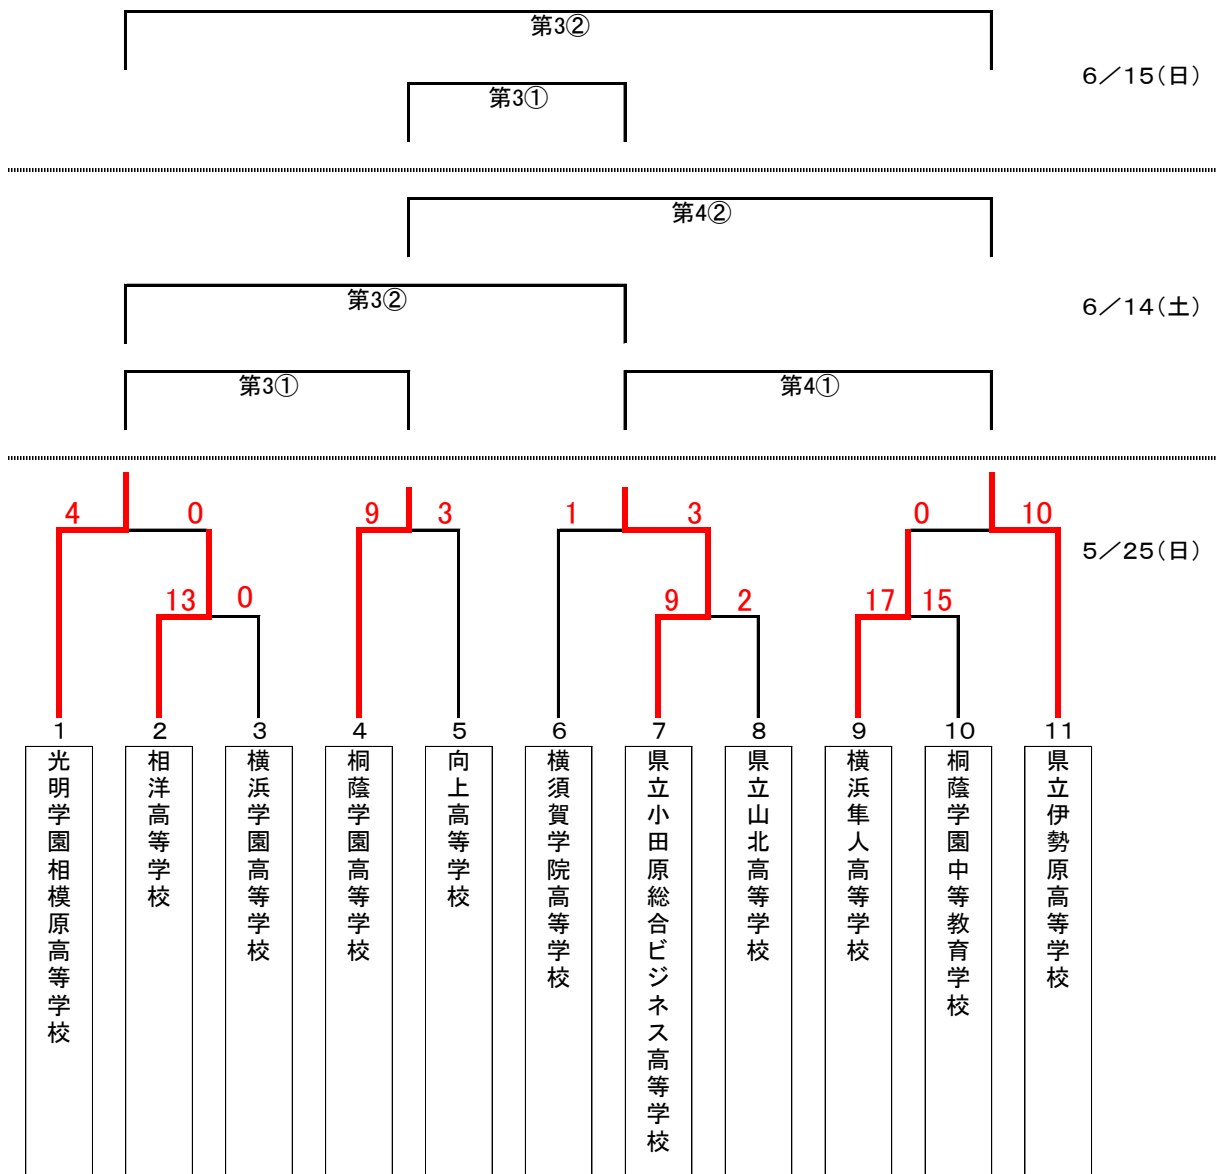 第3②
6／15(日)
第3①
第4②
第3②
6／14(土)
第3①
第4①
4
0
9
3
1
3
0
10
5／25(日)
13
0
9
2
17
15
1
2
3
4
5
6
7
8
9
10
11
光明学園相模原高等学校
相洋高等学校
横浜学園高等学校
桐蔭学園高等学校
向上高等学校
横須賀学院高等学校
県立小田原総合ビジネス高等学校
県立山北高等学校
横浜隼人高等学校
桐蔭学園中等教育学校
県立伊勢原高等学校